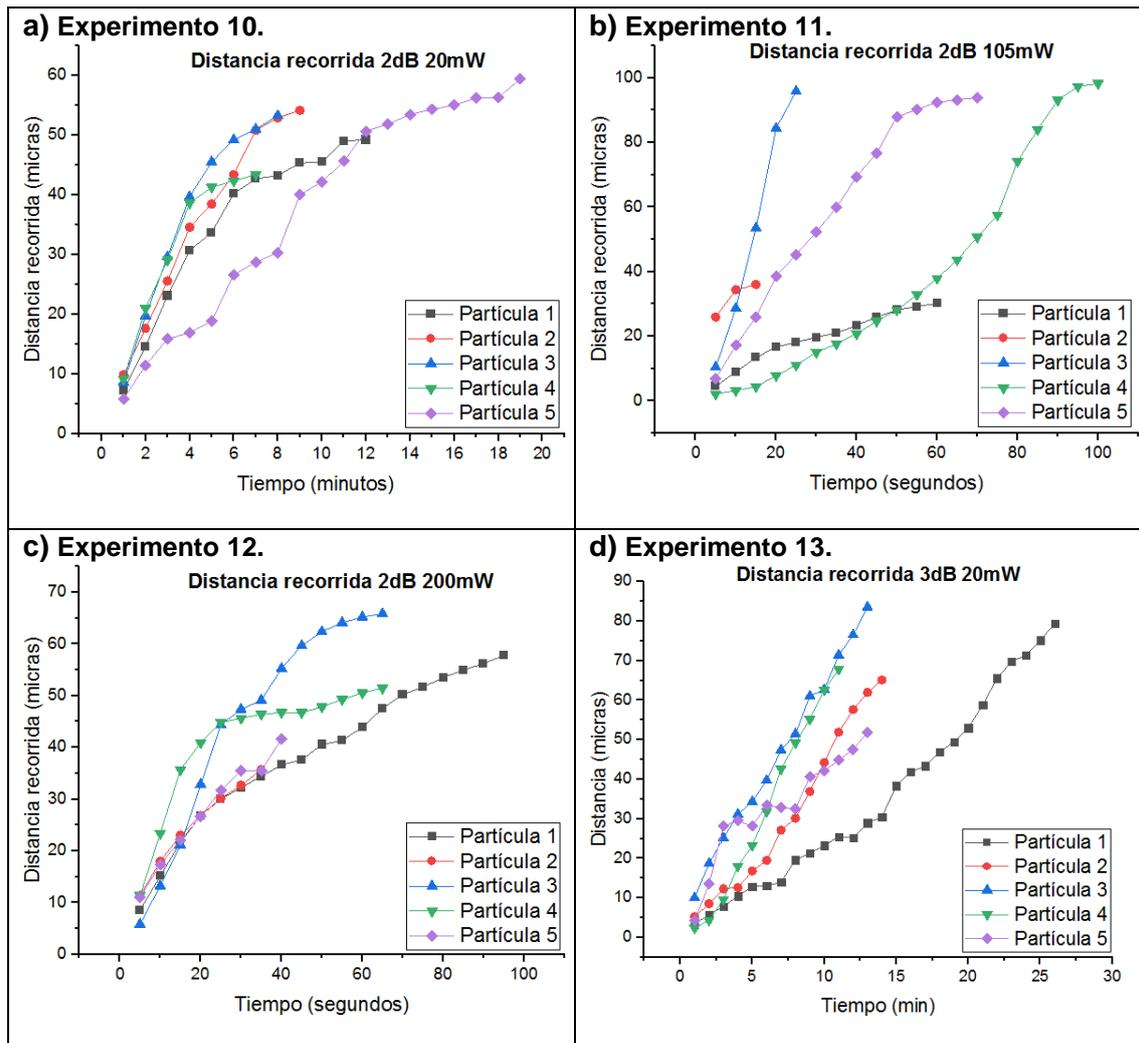 a) Experimento 10.
Distancia recorrida 2dB 20mW
Distancia recorrida (micras)
60
50
40
30
20
10
0
Partícula 1
Partícula 2
Partícula 3
Partícula 4
Partícula 5
0 2 4 6 8 10 12 14 16 18 20
Tiempo (minutos)
b) Experimento 11.
Distancia recorrida 2dB 105mW
Distancia recorrida (micras)
100
80
60
40
20
0
Partícula 1
Partícula 2
Partícula 3
Partícula 4
Partícula 5
0 20 40 60 80 100
Tiempo (segundos)
c) Experimento 12.
Distancia recorrida 2dB 200mW
Distancia recorrida (micras)
70
60
50
40
30
20
10
0
Partícula 1
Partícula 2
Partícula 3
Partícula 4
Partícula 5
0 20 40 60 80 100
Tiempo (segundos)
d) Experimento 13.
Distancia recorrida 3dB 20mW
Distancia (micras)
90
80
70
60
50
40
30
20
10
0
Partícula 1
Partícula 2
Partícula 3
Partícula 4
Partícula 5
0 5 10 15 20 25 30
Tiempo (min)